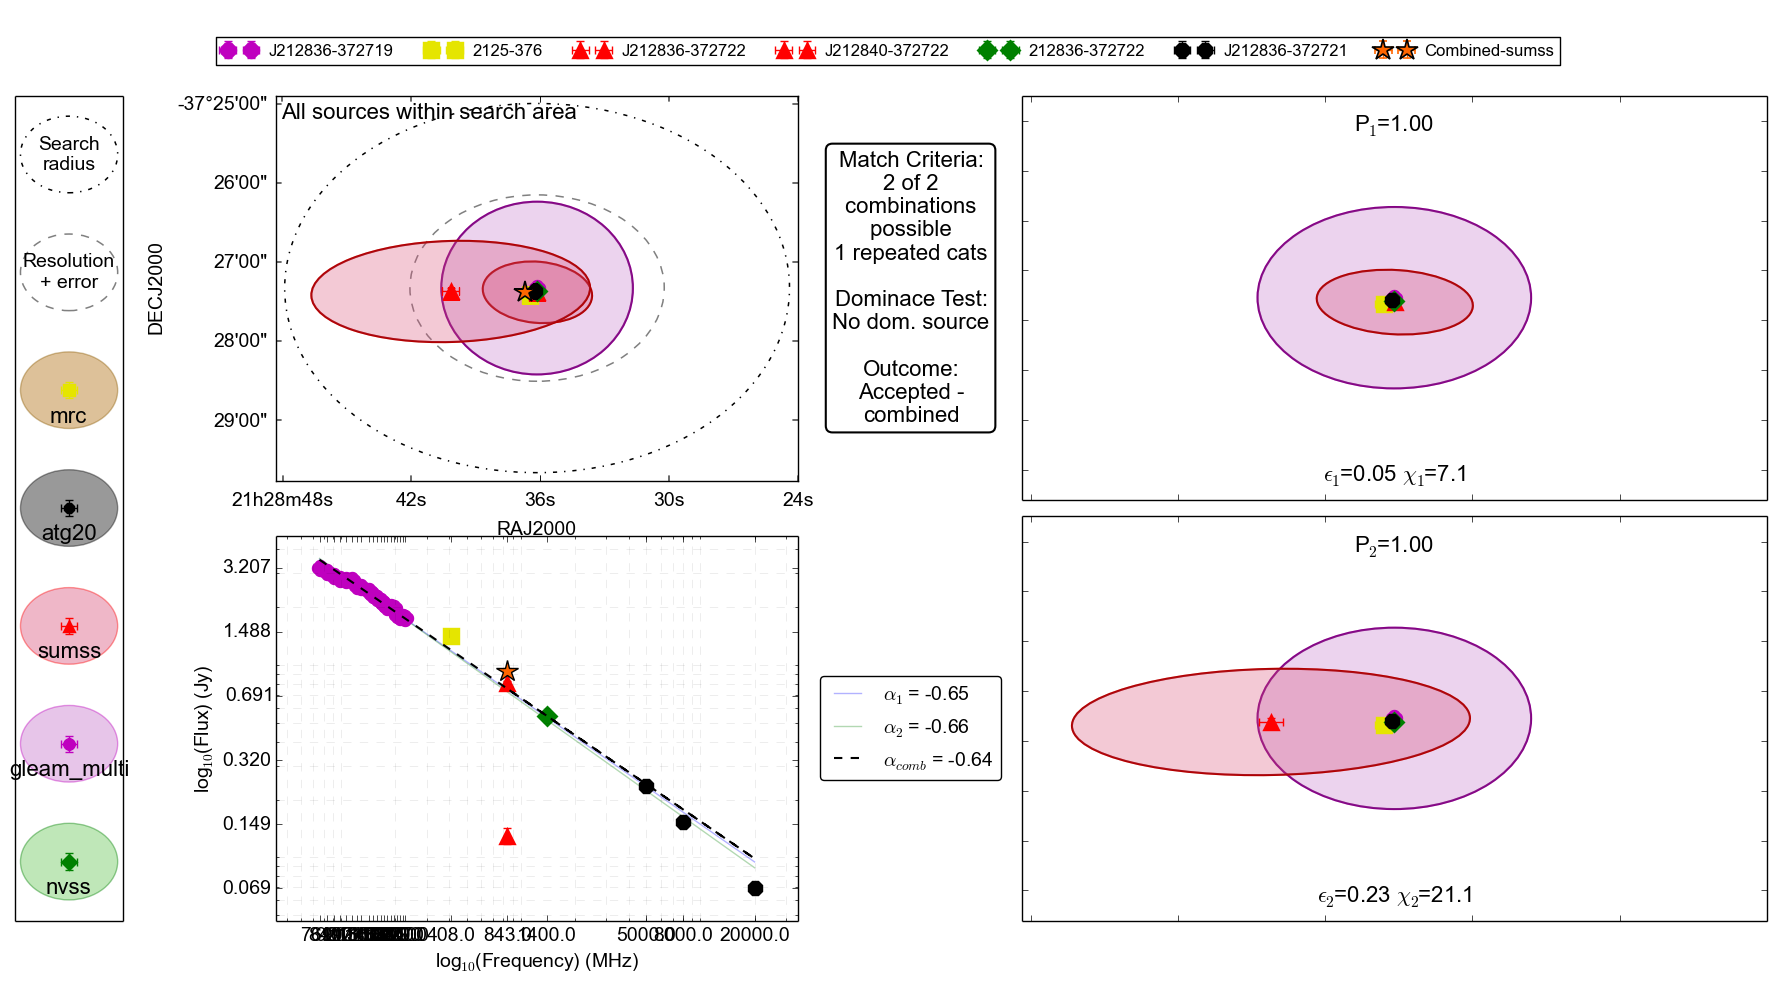 J212836-372719 2125-376 J212836-372722 J212840-372722 212836-372722 J212836-372721 Combined-sumss
Search
radius
Resolution
+ error
mrc
atg20
sumss
gleam_multi
nvss
All sources within search area
-37°25'00"
26'00"
27'00"
28'00"
29'00"
DECJ2000
21h28m48s 42s 36s 30s 24s
RAJ2000
Match Criteria:
2 of 2
combinations
possible
1 repeated cats
Dominace Test:
No dom. source
Outcome:
Accepted -
combined
P1=1.00
ϵ1=0.05 χ1=7.1
3.207
1.488
0.691
0.320
0.149
0.069
log10(Flux) (Jy)
408.0 843.0 1400.0 5000.0 8000.0 20000.0
log10(Frequency) (MHz)
α1 = -0.65
α2 = -0.66
αcomb = -0.64
P2=1.00
ϵ2=0.23 χ2=21.1